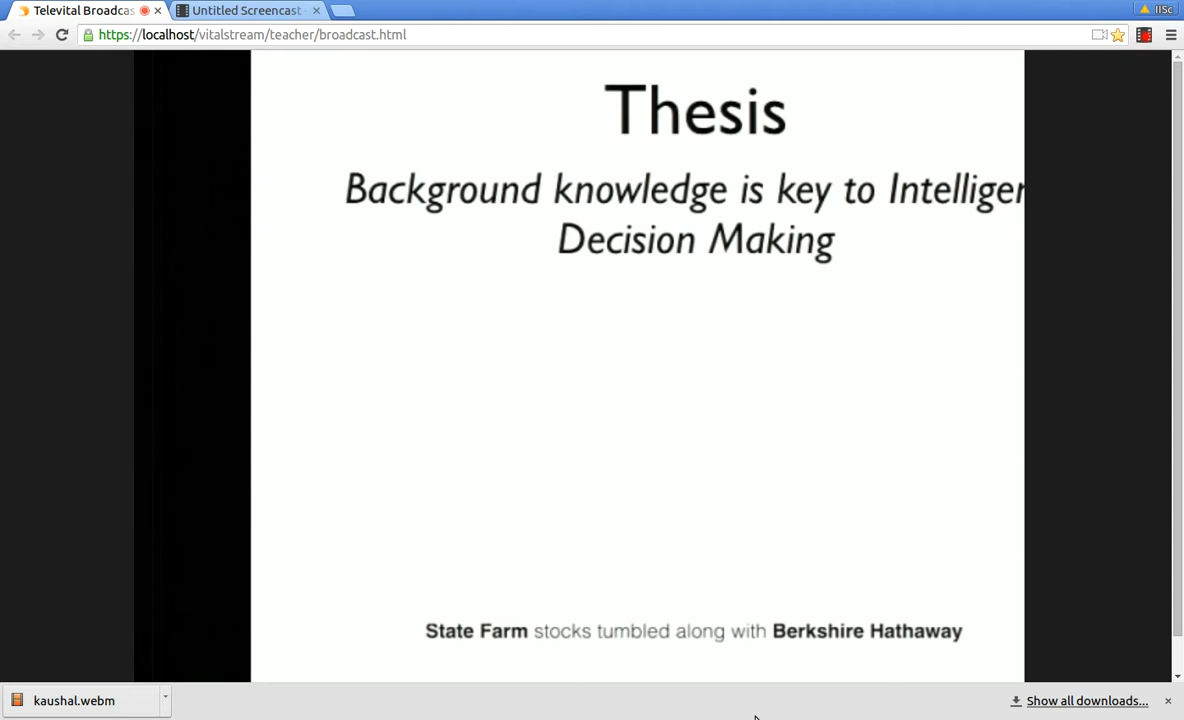 Televital Broadcas
Untitled Screencast
IISc
https://localhost/vitalstream/teacher/broadcast.html
Thesis
Background knowledge is key to Intelligen
Decision Making
State Farm stocks tumbled along with Berkshire Hathaway
kaushal.webm
Show all downloads...